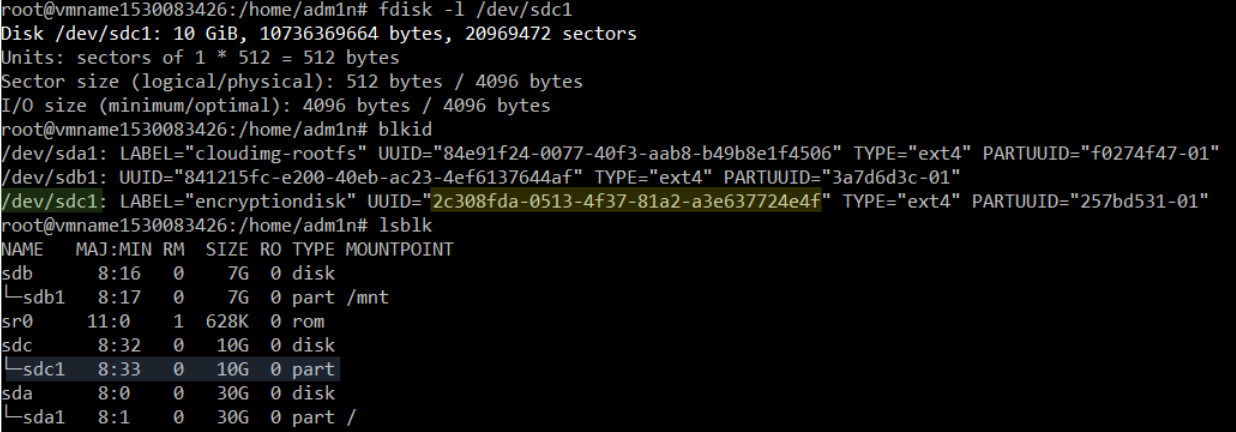 root@vmname1530083426:/home/adm1n# fdisk -l /dev/sdc1
Disk /dev/sdc1: 10 GiB, 10736369664 bytes, 20969472 sectors
Units: sectors of 1 * 512 = 512 bytes
Sector size (logical/physical): 512 bytes / 4096 bytes
I/O size (minimum/optimal): 4096 bytes / 4096 bytes
root@vmname1530083426:/home/adm1n# blkid
/dev/sda1: LABEL="cloudimg-rootfs" UUID="84e91f24-0077-40f3-aab8-b49b8e1f4506" TYPE="ext4" PARTUUID="f0274f47-01"
/dev/sdb1: UUID="841215fc-e200-40eb-ac23-4ef6137644af" TYPE="ext4" PARTUUID="3a7d6d3c-01"
/dev/sdc1: LABEL="encryptiondisk" UUID="2c308fda-0513-4f37-81a2-a3e637724e4f" TYPE="ext4" PARTUUID="257bd531-01"
root@vmname1530083426:/home/adm1n# lsblk
NAME   MAJ:MIN RM  SIZE RO TYPE MOUNTPOINT
sdb      8:16   0    7G  0 disk
└─sdb1   8:17   0    7G  0 part /mnt
sr0     11:0    1  628K  0 rom
sdc      8:32   0   10G  0 disk
└─sdc1   8:33   0   10G  0 part
sda      8:0    0   30G  0 disk
└─sda1   8:1    0   30G  0 part /